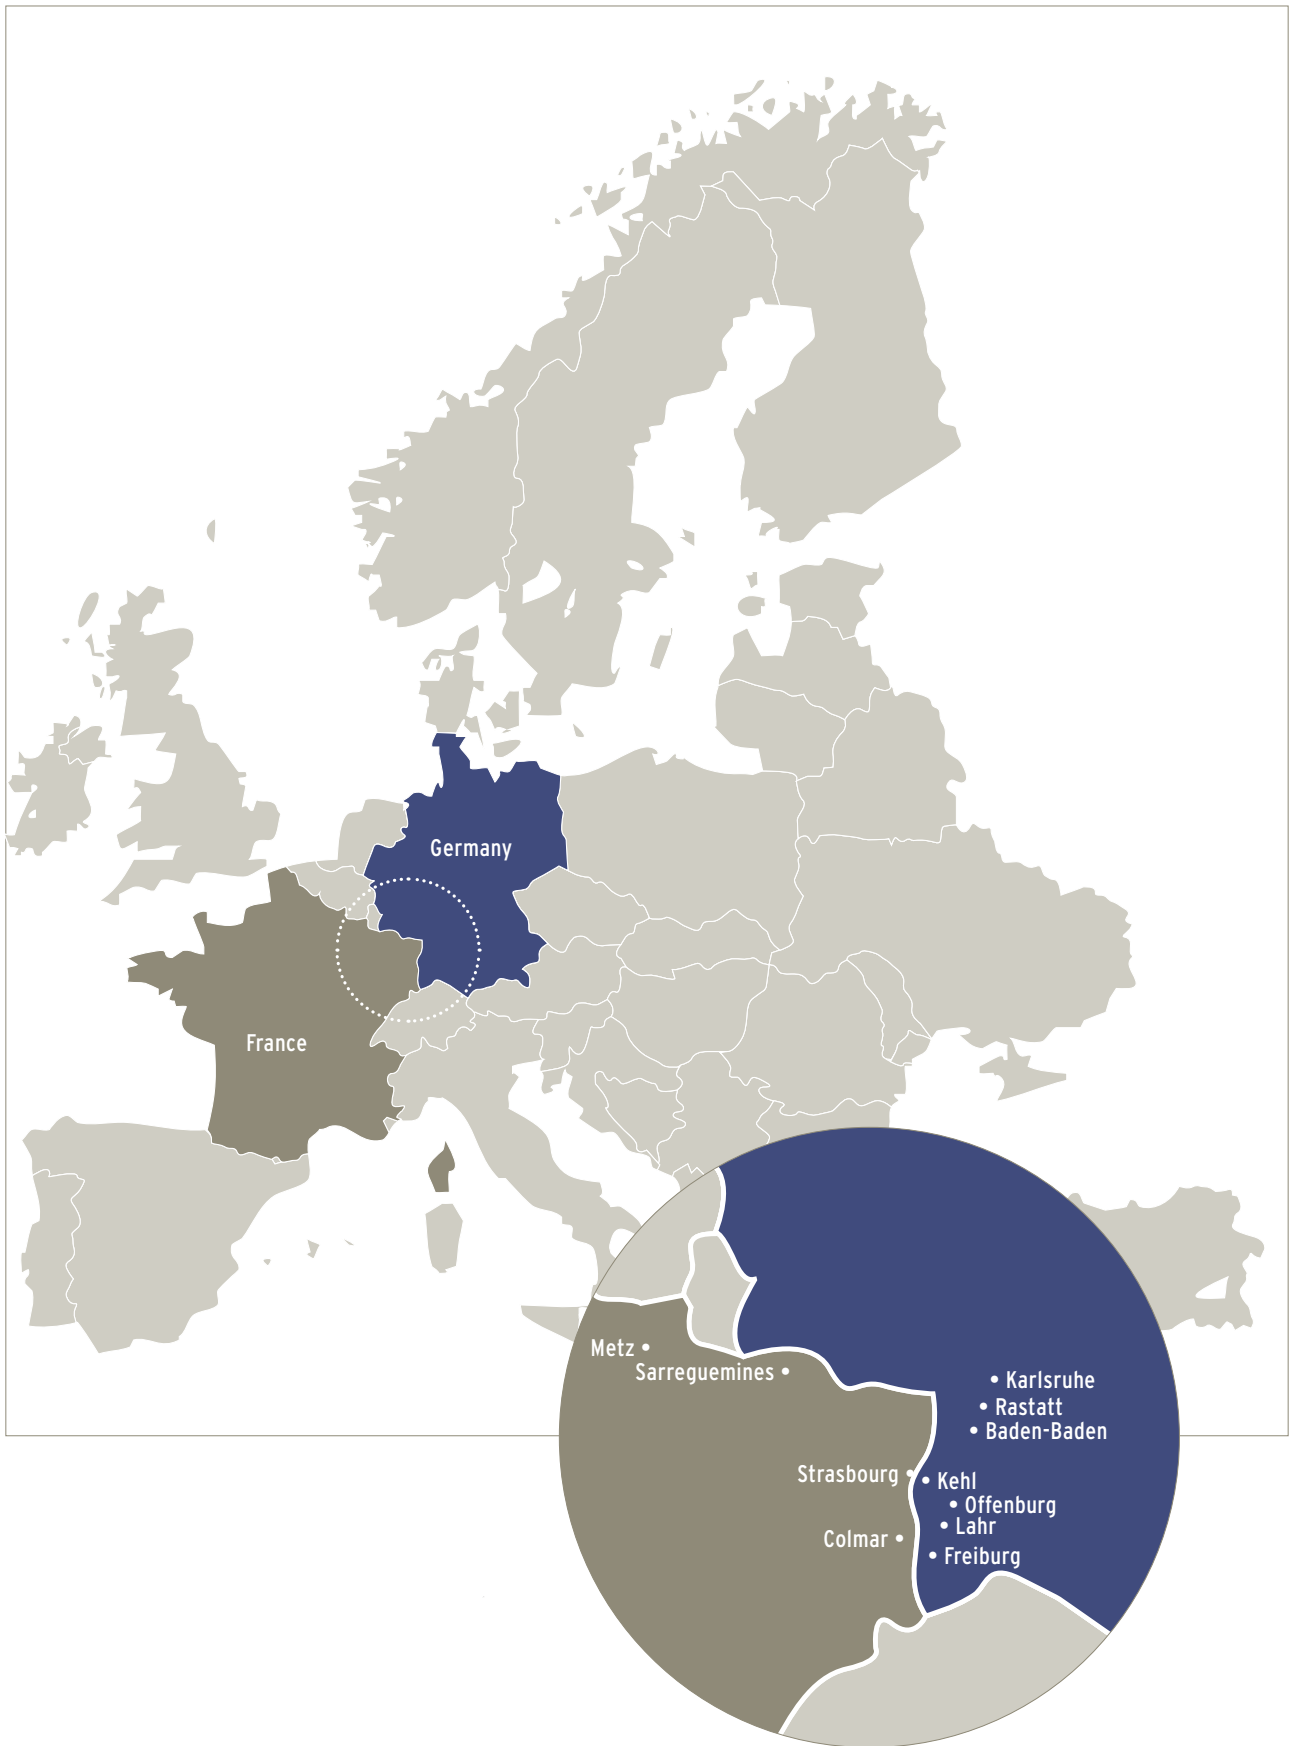 Germany
France
Metz
Sarreguemines
Karlsruhe
Rastatt
Baden-Baden
Strasbourg
Kehl
Offenburg
Lahr
Colmar
Freiburg